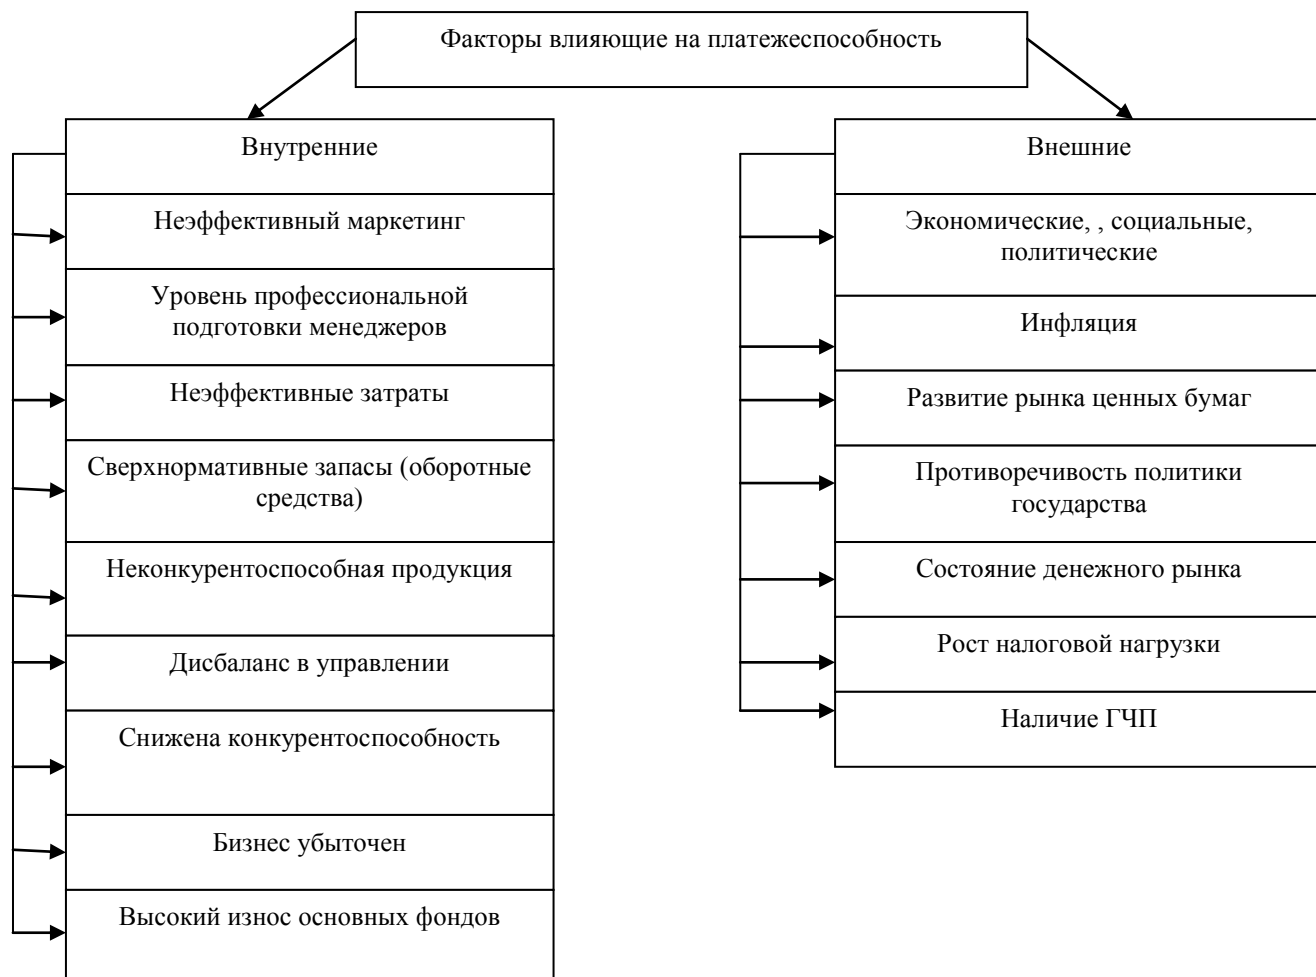 Факторы влияющие на платежеспособность
Внутренние
Неэффективный маркетинг
Уровень профессиональной
подготовки менеджеров
Неэффективные затраты
Сверхнормативные запасы (оборотные
средства)
Неконкурентоспособная продукция
Дисбаланс в управлении
Снижена конкурентоспособность
Бизнес убыточен
Высокий износ основных фондов
Внешние
Экономические, , социальные,
политические
Инфляция
Развитие рынка ценных бумаг
Противоречивость политики
государства
Состояние денежного рынка
Рост налоговой нагрузки
Наличие ГЧП